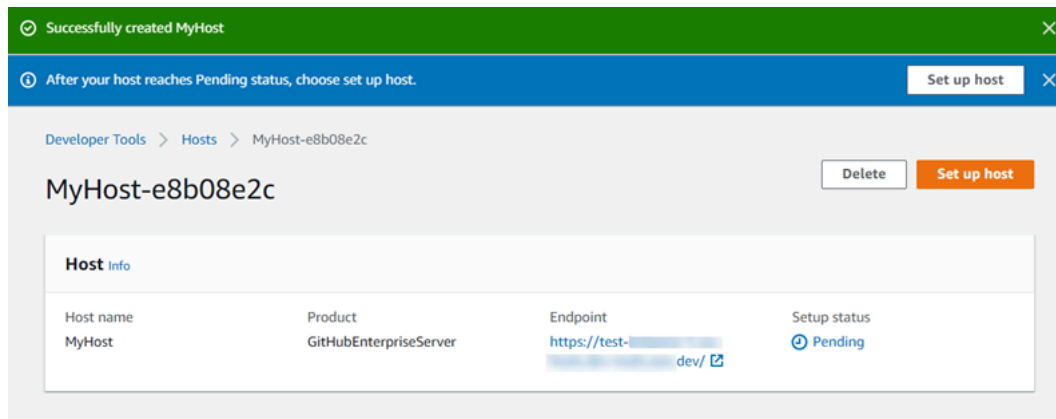 Successfully created MyHost
After your host reaches Pending status, choose set up host.
Set up host
Developer Tools > Hosts > MyHost-e8b08e2c
MyHost-e8b08e2c
Delete
Set up host
Host Info
Host name
Product
Endpoint
Setup status
MyHost
GitHubEnterpriseServer
https://test-
dev/
Pending